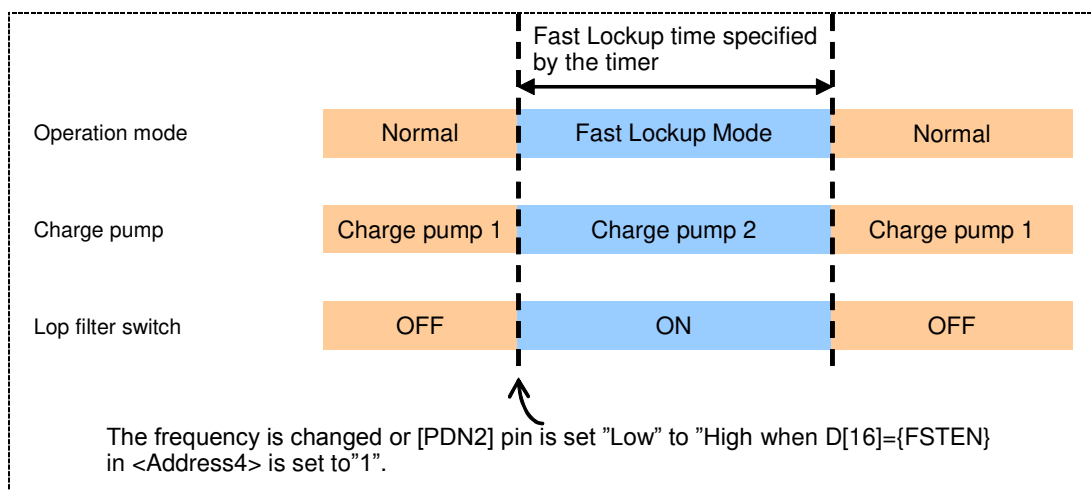 Fast Lockup time specified
by the timer
Operation mode
Normal
Fast Lockup Mode
Normal
Charge pump
Charge pump 1
Charge pump 2
Charge pump 1
Lop filter switch
OFF
ON
OFF
The frequency is changed or [PDN2] pin is set ”Low” to ”High when D[16]={FSTEN}
in <Address4> is set to”1”.